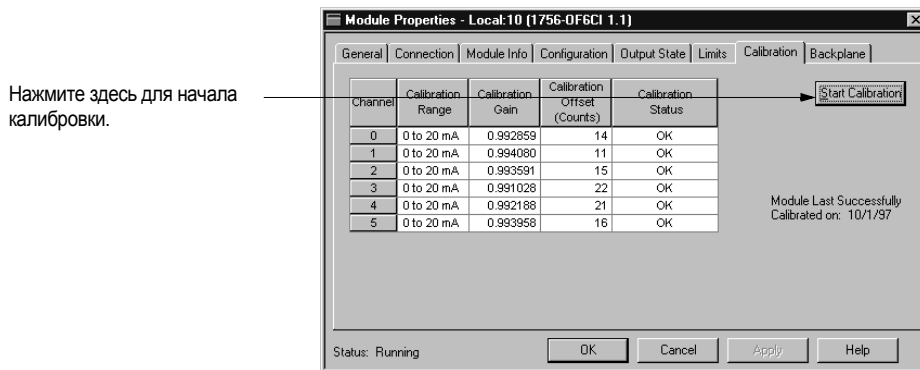 Module Properties - Local:10 (1756-OF6CI 1.1)
General Connection Module Info Configuration Output State Limits Calibration Backplane
Нажмите здесь для начала
калибровки.
Channel Calibration Range Calibration Gain Calibration Offset (Counts) Calibration Status
Start Calibration
0 0 to 20 mA 0.992859 14 OK
1 0 to 20 mA 0.994080 11 OK
2 0 to 20 mA 0.993591 15 OK
3 0 to 20 mA 0.991028 22 OK
4 0 to 20 mA 0.992188 21 OK
5 0 to 20 mA 0.993958 16 OK
Module Last Successfully
Calibrated on: 10/1/97
Status: Running
OK Cancel Apply Help